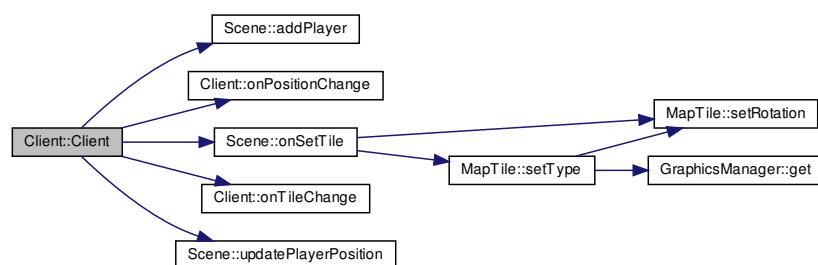 Scene::addPlayer
Client::onPositionChange
MapTile::setRotation
Client::Client
Scene::onSetTile
MapTile::setType
GraphicsManager::get
Client::onTileChange
Scene::updatePlayerPosition